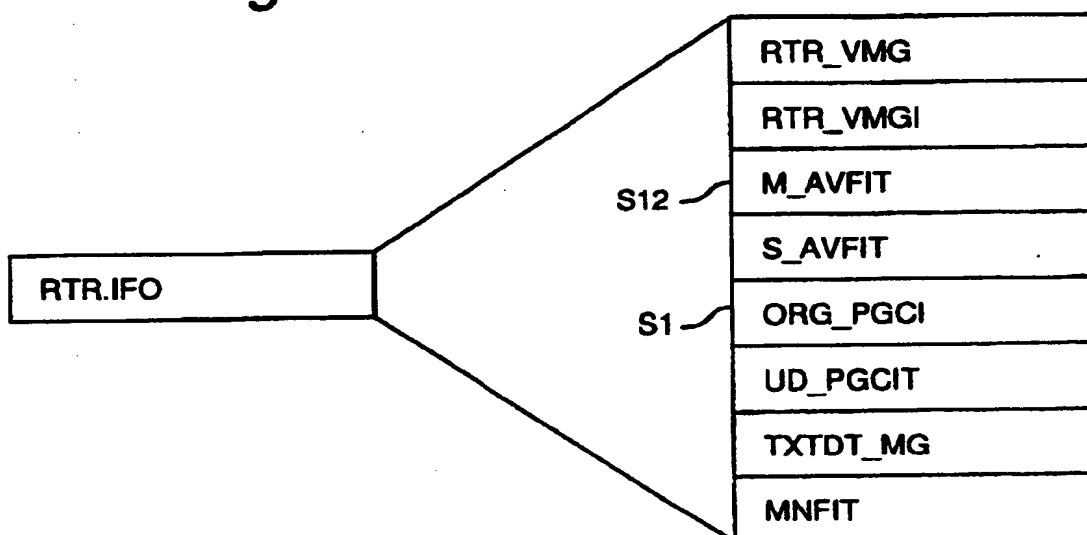 RTR_VMG
RTR_VMGI
S12
M_AVFIT
S_AVFIT
RTR.IFO
S1
ORG_PGCI
UD_PGCIT
TXTDT_MG
MNFIT